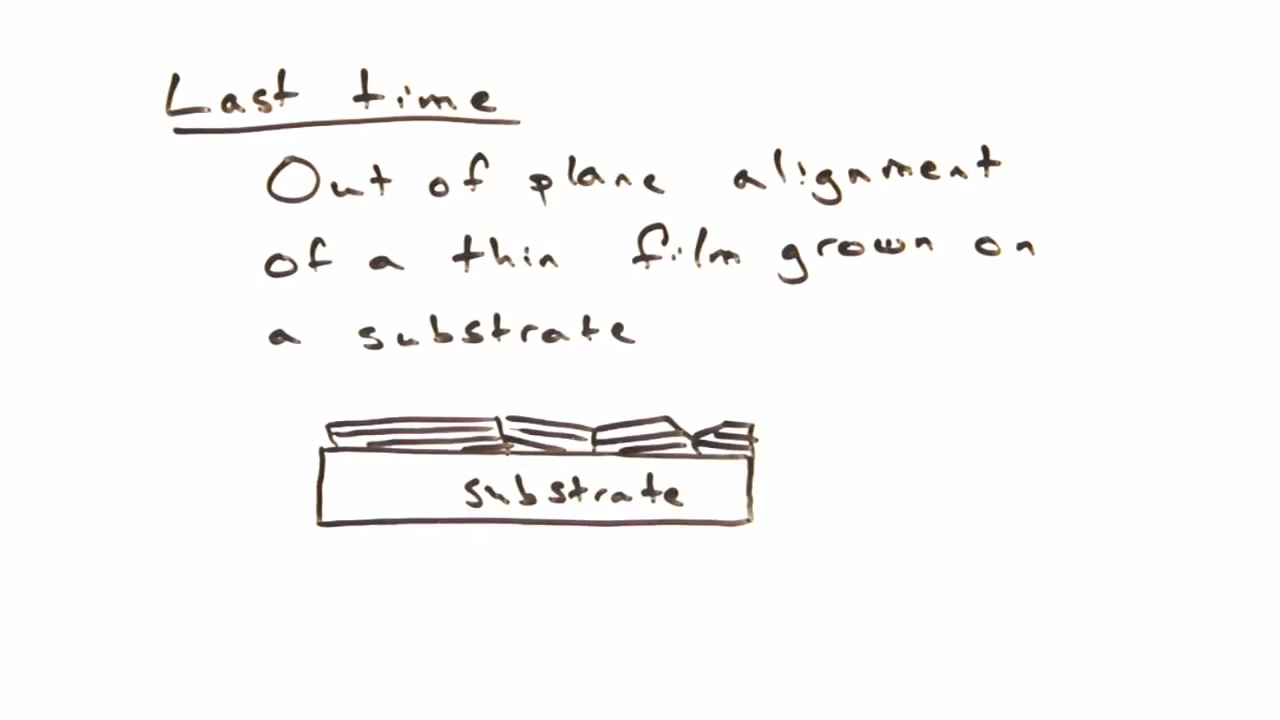 Last time
Out of plane alignment
of a thin film grown on
a substrate
substrate